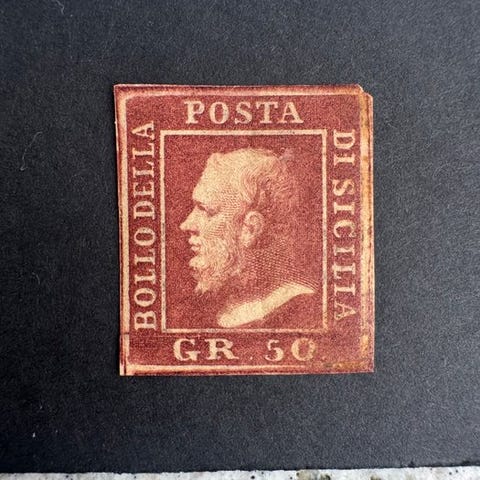 BOLLO DELLA
POSTA
DI SICILIA
GR. 50